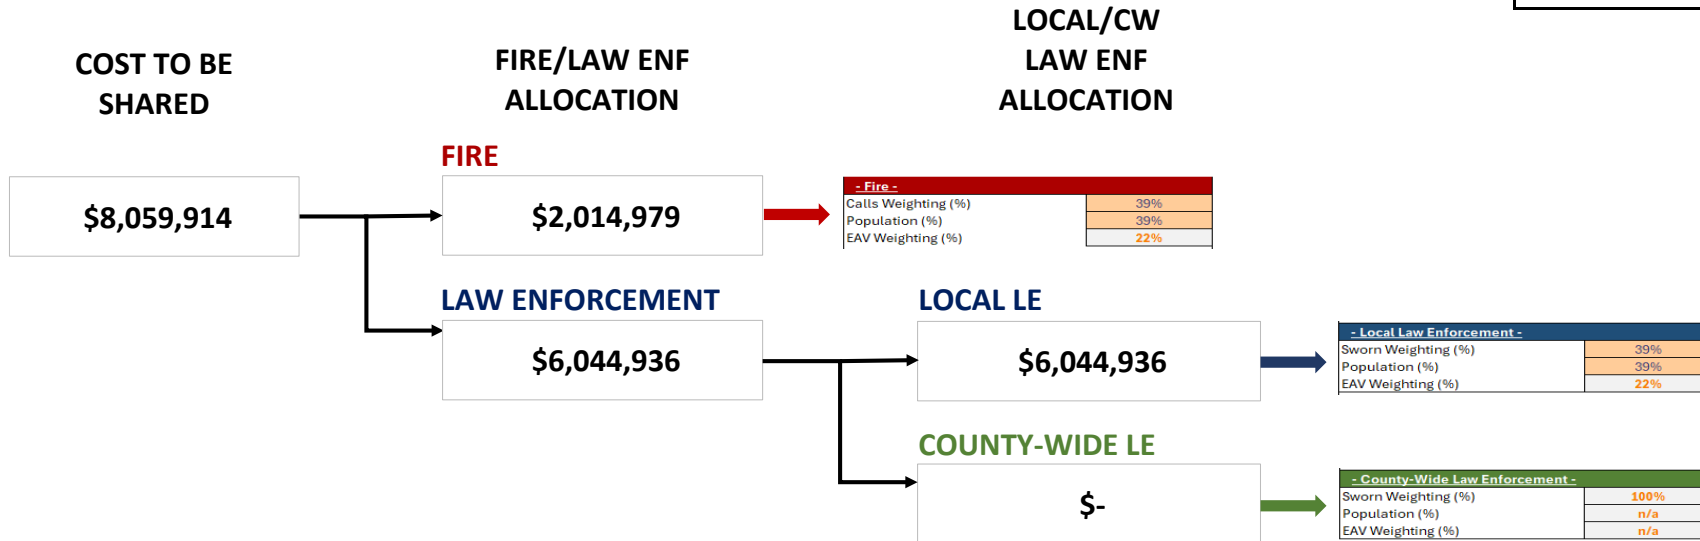 COST TO BE
SHARED
FIRE/LAW ENF
ALLOCATION
LOCAL/CW
LAW ENF
ALLOCATION
FIRE
$8,059,914
$2,014,979
- Fire -
Calls Weighting (%) 39%
Population (%) 39%
EAV Weighting (%) 22%
LAW ENFORCEMENT
LOCAL LE
$6,044,936
$6,044,936
- Local Law Enforcement -
Sworn Weighting (%) 39%
Population (%) 39%
EAV Weighting (%) 22%
COUNTY-WIDE LE
$-
- County-Wide Law Enforcement -
Sworn Weighting (%) 100%
Population (%) n/a
EAV Weighting (%) n/a